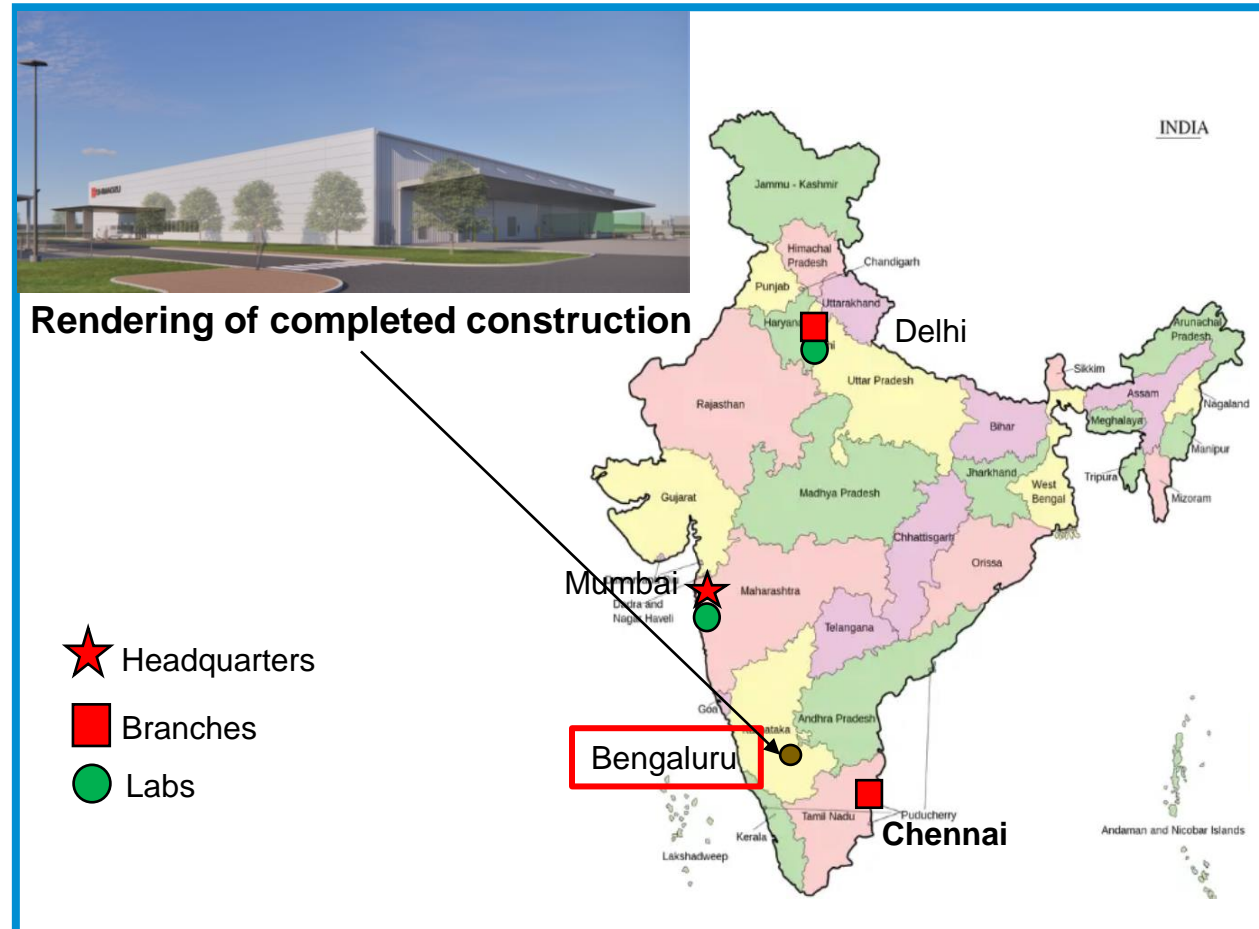 INDIA
Rendering of completed construction
Jammu - Kashmir
Himachal
Pradesh
Chandigarh
Punjab
Uttarakhand
Haryana
Delhi
Arunachal
Pradesh
Sikkim
Uttar Pradesh
Assam
Nagaland
Rajasthan
Bihar
Meghalaya
Manipur
Jharkhand
Tripura
West
Bengal
Mizoram
Gujarat
Madhya Pradesh
Chhattisgarh
Orissa
Mumbai
Maharashtra
Dadra and
Nagar Haveli
Telangana
Headquarters
Branches
Labs
Goa
Andhra Pradesh
Bengaluru
Tamil Nadu
Puducherry
Chennai
Kerala
Lakshadweep
Andaman and Nicobar Islands